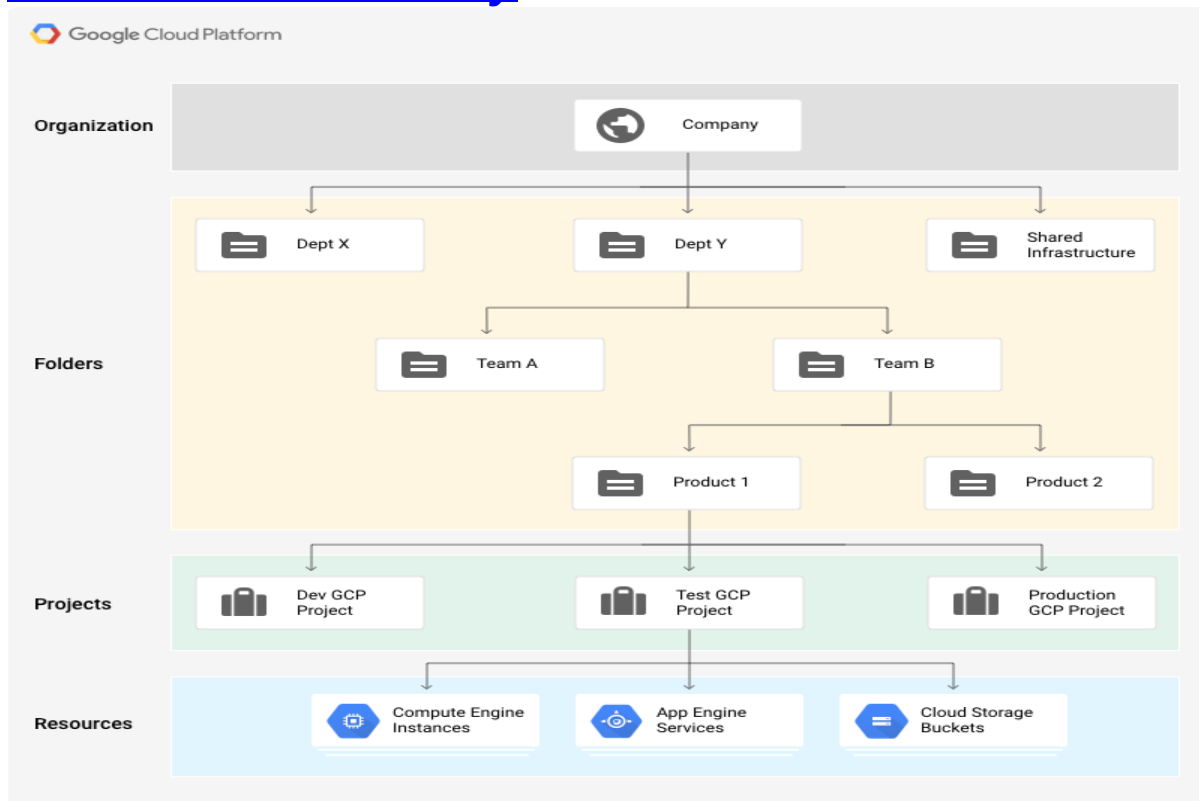 Google Cloud Platform
Organization
Company
Dept X
Dept Y
Shared
Infrastructure
Folders
Team A
Team B
Product 1
Product 2
Projects
Dev GCP
Project
Test GCP
Project
Production
GCP Project
Resources
Compute Engine
Instances
App Engine
Services
Cloud Storage
Buckets